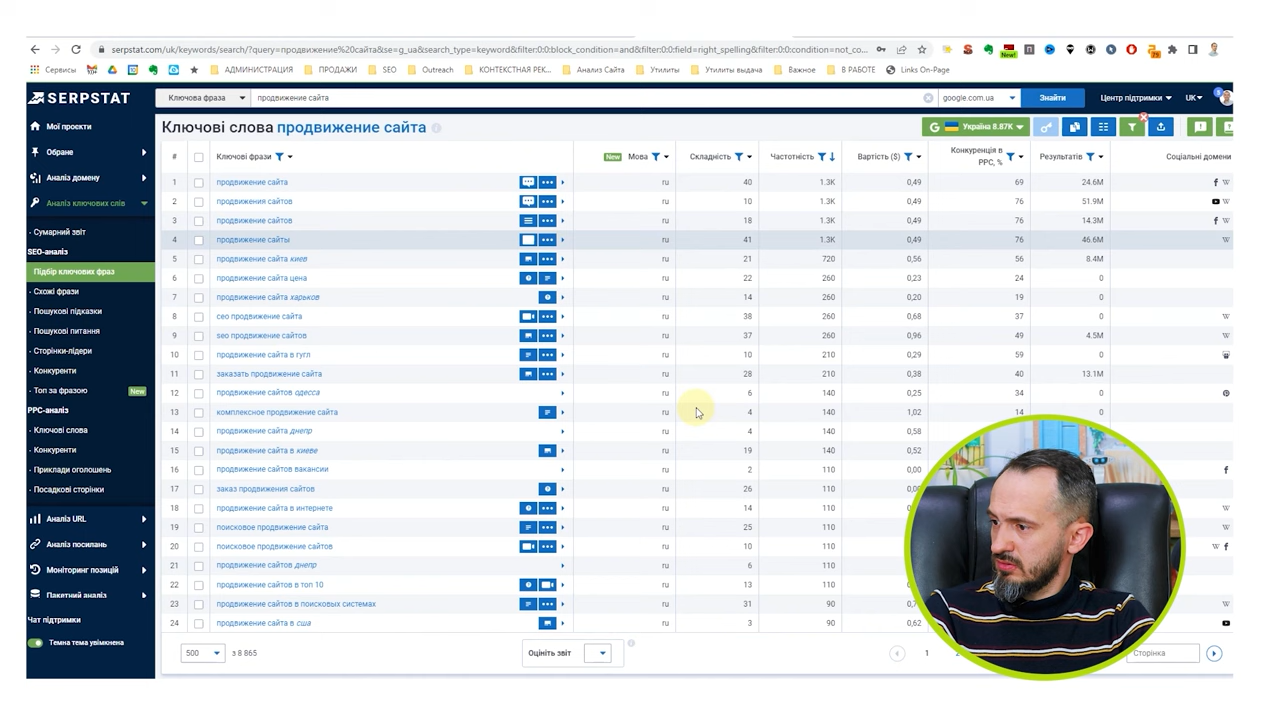 serpstat.com/uk/keywords/search/?query=продвижение%20сайта&se=g_ua&search_type=keyword&filter:0:0:block_condition=and&filter:0:0:field=right_spelling&filter:0:0:condition=not_co...
Сервисы АДМИНИСТРАЦИЯ ПРОДАЖИ SEO Outreach КОНТЕКСТНАЯ РЕК... Анализ Сайта Утилиты Утилиты выдача Важное В РАБОТЕ Links On-Page
SERPSTAT Ключова фраза продвижение сайта google.com.ua Знайти Центр підтримки UK
Мої проєкти
Обране
Аналіз домену
Аналіз ключових слів
Сумарний звіт
SEO-аналіз
Підбір ключових фраз
Схожі фрази
Пошукові підказки
Пошукові питання
Сторінки-лідери
Конкуренти
Топ за фразою New
PPC-аналіз
Ключові слова
Конкуренти
Приклади оголошень
Посадкові сторінки
Аналіз URL
Аналіз посилань
Моніторинг позицій
Пакетний аналіз
Чат підтримки
Темна тема увімкнена
Ключові слова продвижение сайта
Україна 8.87K
# Ключові фрази New Мова Складність Частотність Вартість ($) Конкуренція в PPC, % Результатів Соціальні домени
1 продвижение сайта ru 40 1.3K 0,49 69 24.6M
2 продвижения сайтов ru 10 1.3K 0,49 76 51.9M
3 продвижение сайтов ru 18 1.3K 0,49 76 14.3M
4 продвижение сайты ru 41 1.3K 0,49 76 46.6M
5 продвижение сайта киев ru 21 720 0,56 56 8.4M
6 продвижение сайта цена ru 22 260 0,23 24 0
7 продвижение сайта харьков ru 14 260 0,20 19 0
8 сео продвижение сайта ru 38 260 0,68 37 0
9 seo продвижение сайтов ru 37 260 0,96 49 4.5M
10 продвижение сайта в гугл ru 10 210 0,29 59 0
11 заказать продвижение сайта ru 28 210 0,38 40 13.1M
12 продвижение сайтов одесса ru 6 140 0,25 34 0
13 комплексное продвижение сайта ru 4 140 1,02 14 0
14 продвижение сайта днепр ru 4 140 0,58
15 продвижение сайта в киеве ru 19 140 0,52
16 продвижение сайтов вакансии ru 2 110 0,00
17 заказ продвижения сайтов ru 26 110
18 продвижение сайта в интернете ru 14 110
19 поисковое продвижение сайта ru 25 110
20 поисковое продвижение сайтов ru 10 110
21 продвижение сайтов днепр ru 6 110
22 продвижение сайтов в топ 10 ru 13 110
23 продвижение сайтов в поисковых системах ru 31 90
24 продвижение сайта в сша ru 3 90 0,62
500 з 8 865 Оцініть звіт 1 Сторінка